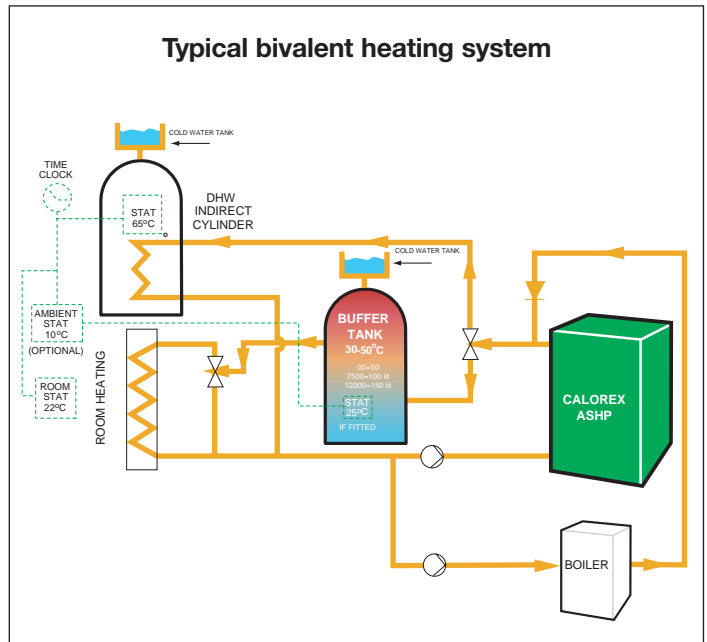 Typical bivalent heating system
COLD WATER TANK
TIME
CLOCK
STAT
65ºC
DHW
INDIRECT
CYLINDER
COLD WATER TANK
AMBIENT
STAT
10ºC
(OPTIONAL)
ROOM
STAT
22ºC
ROOM HEATING
BUFFER
TANK
30-50°C
00=50
7500=100 lit
12000=150 lit
STAT
25ºC
IF FITTED
CALOREX
ASHP
BOILER